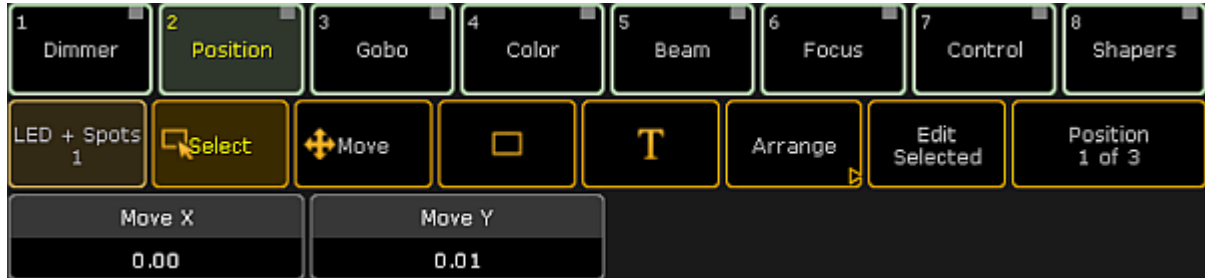 1 Dimmer
2 Position
3 Gobo
4 Color
5 Beam
6 Focus
7 Control
8 Shapers
LED + Spots
1
Select
Move
T
Arrange
Edit
Selected
Position
1 of 3
Move X
Move Y
0.00
0.01